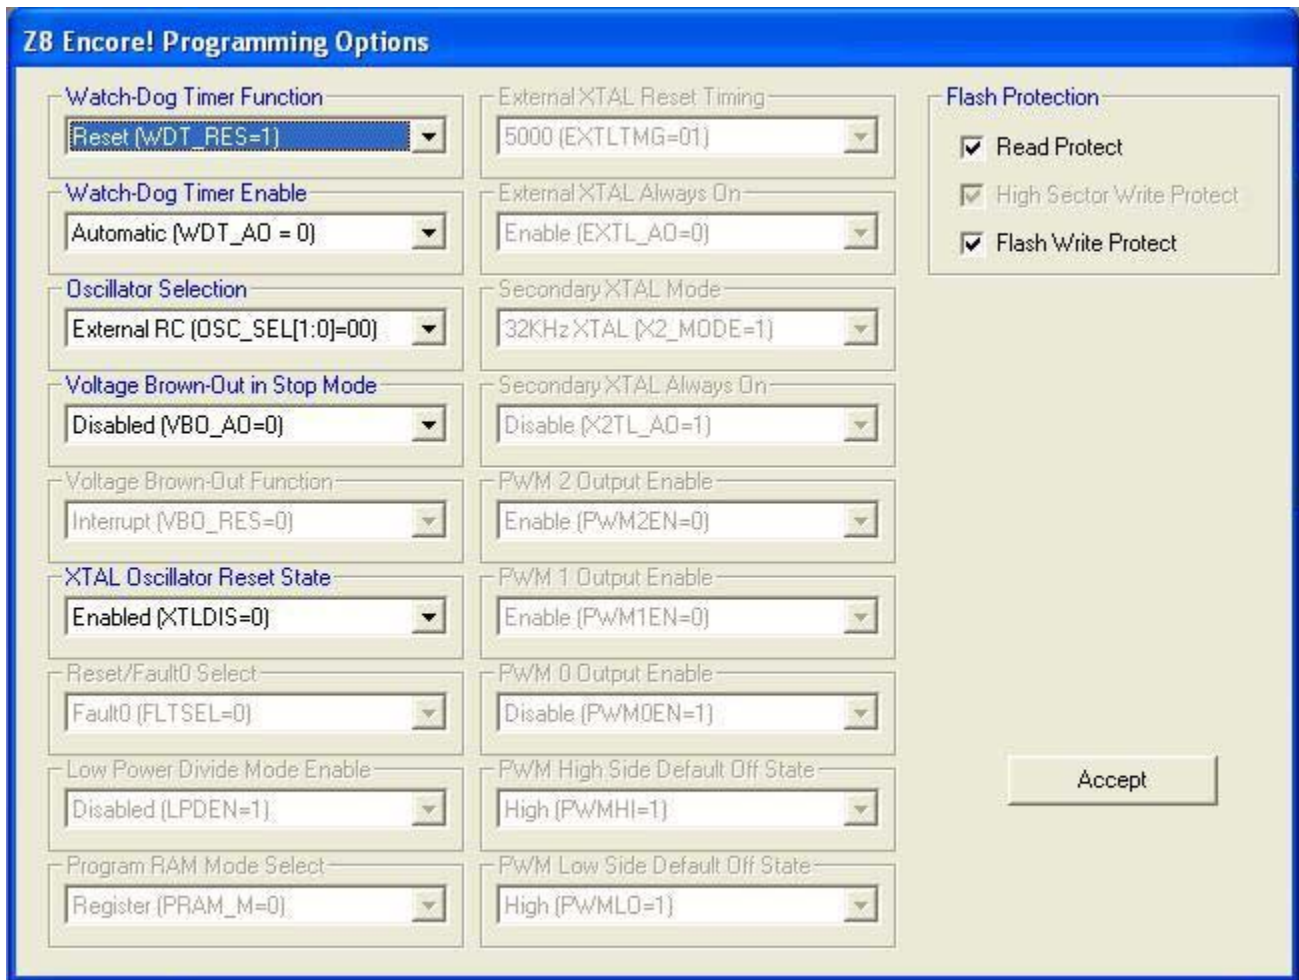 Z8 Encore! Programming Options
Watch-Dog Timer Function
Reset (WDT_RES=1)
Watch-Dog Timer Enable
Automatic (WDT_AO = 0)
Oscillator Selection
External RC (OSC_SEL[1:0]=00)
Voltage Brown-Out in Stop Mode
Disabled (VBO_AO=0)
Voltage Brown-Out Function
Interrupt (VBO_RES=0)
XTAL Oscillator Reset State
Enabled (XTLDIS=0)
Reset/Fault0 Select
Fault0 (FLTSEL=0)
Low Power Divide Mode Enable
Disabled (LPDEN=1)
Program RAM Mode Select
Register (PRAM_M=0)
External XTAL Reset Timing
5000 (EXTLTMG=01)
External XTAL Always On
Enable (EXTL_AO=0)
Secondary XTAL Mode
32KHz XTAL (X2_MODE=1)
Secondary XTAL Always On
Disable (X2TL_AO=1)
PWM 2 Output Enable
Enable (PWM2EN=0)
PWM 1 Output Enable
Enable (PWM1EN=0)
PWM 0 Output Enable
Disable (PWM0EN=1)
PWM High Side Default Off State
High (PWMHI=1)
PWM Low Side Default Off State
High (PWMLO=1)
Flash Protection
Read Protect
High Sector Write Protect
Flash Write Protect
Accept